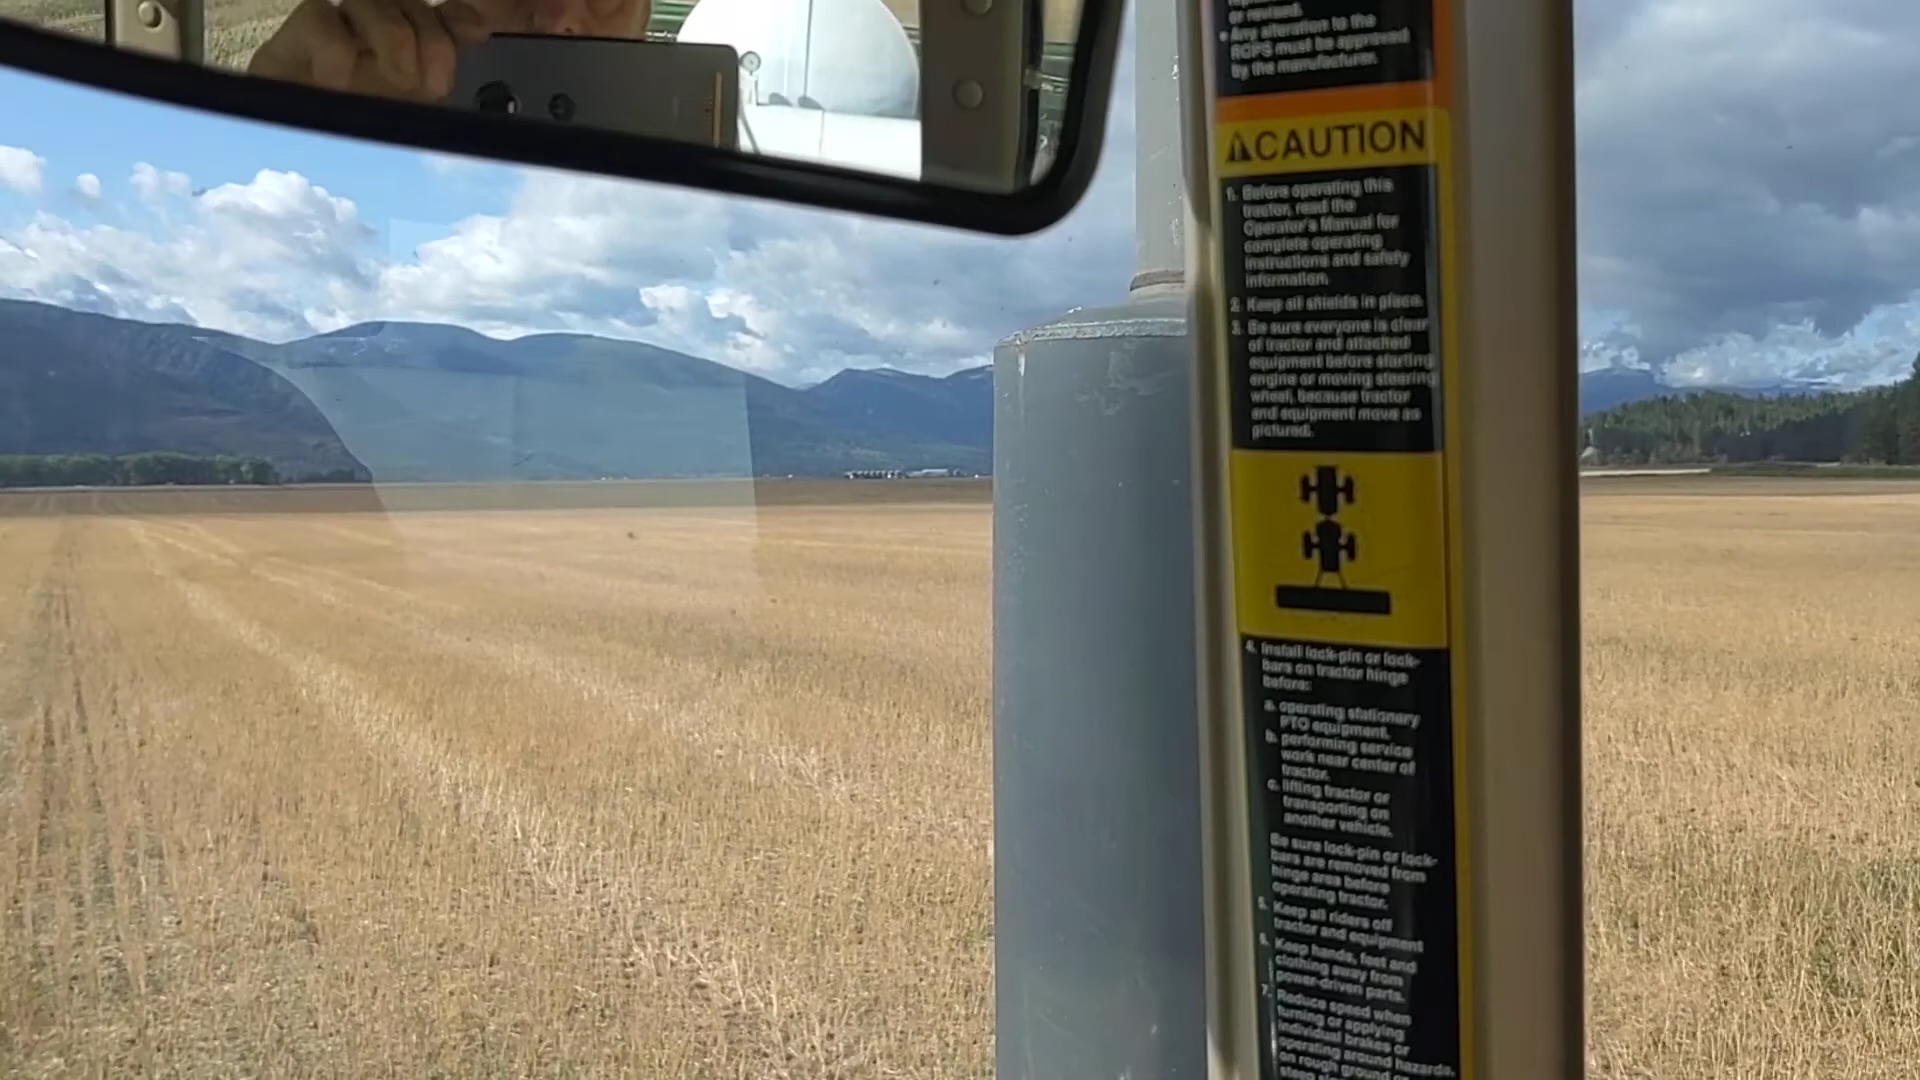 or revised.
• Any alteration to the
ROPS must be approved
by the manufacturer.
CAUTION
1. Before operating this
tractor, read the
Operator's Manual for
complete operating
instructions and safety
information.
2. Keep all shields in place.
3. Be sure everyone is clear
of tractor and attached
equipment before starting
engine or moving steering
wheel, because tractor
and equipment move as
pictured.
4. Install lock-pin or lock-
bars on tractor hinge
before:
a. operating stationary
PTO equipment.
b. performing service
work near center of
tractor.
c. lifting tractor or
transporting on
another vehicle.
Be sure lock-pin or lock-
bars are removed from
hinge area before
operating tractor.
5. Keep all riders off
tractor and equipment
6. Keep hands, feet and
clothing away from
power-driven parts.
7. Reduce speed when
turning or applying
individual brakes or
operating around hazards,
on rough ground or